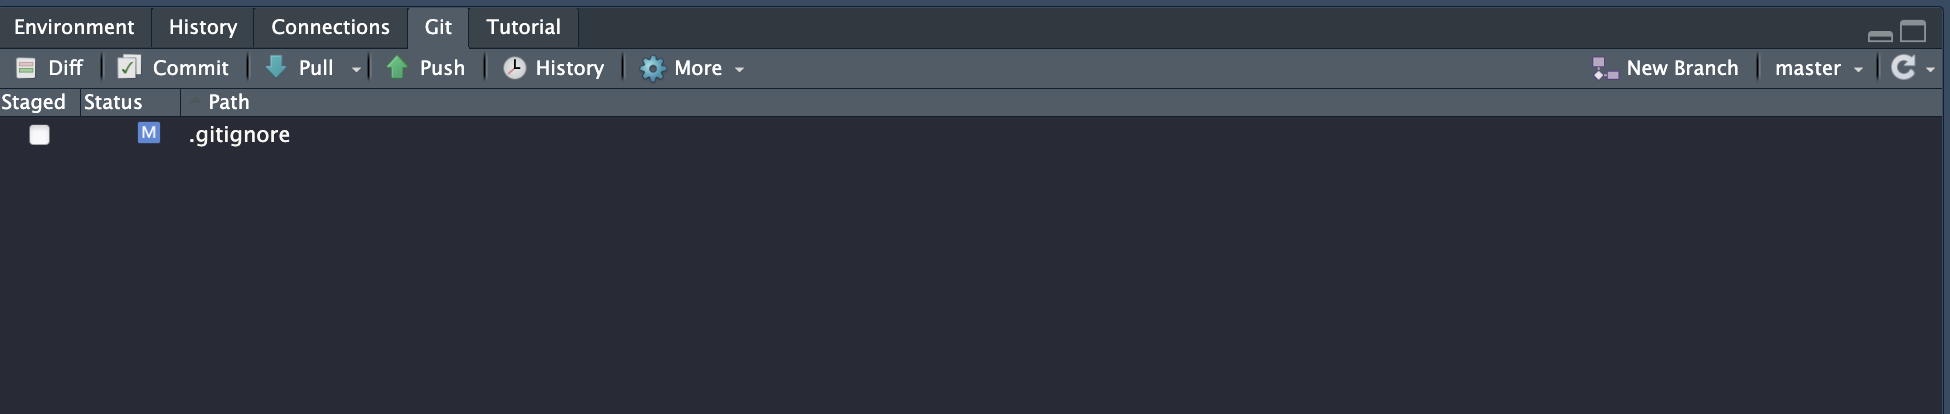 Environment History Connections Git Tutorial
Diff Commit Pull Push History More New Branch master
Staged Status Path
M .gitignore